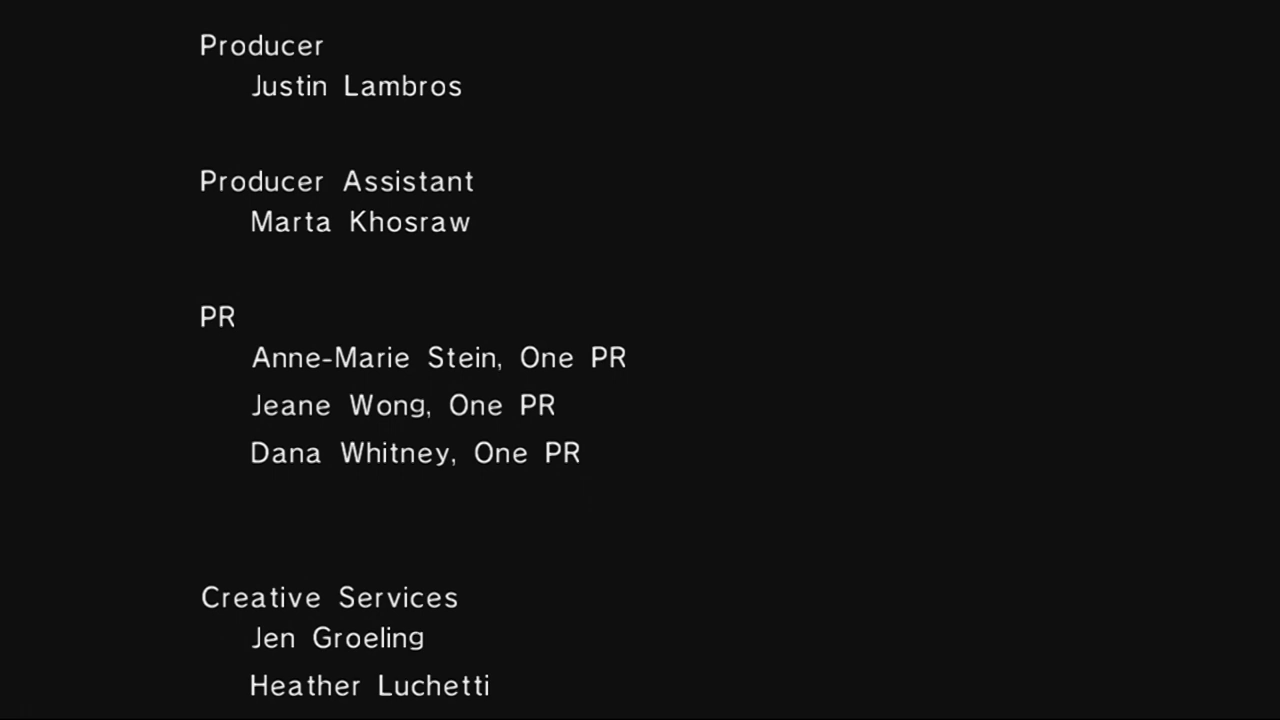 Producer
Justin Lambros
Producer Assistant
Marta Khosraw
PR
Anne-Marie Stein, One PR
Jeane Wong, One PR
Dana Whitney, One PR
Creative Services
Jen Groeling
Heather Luchetti